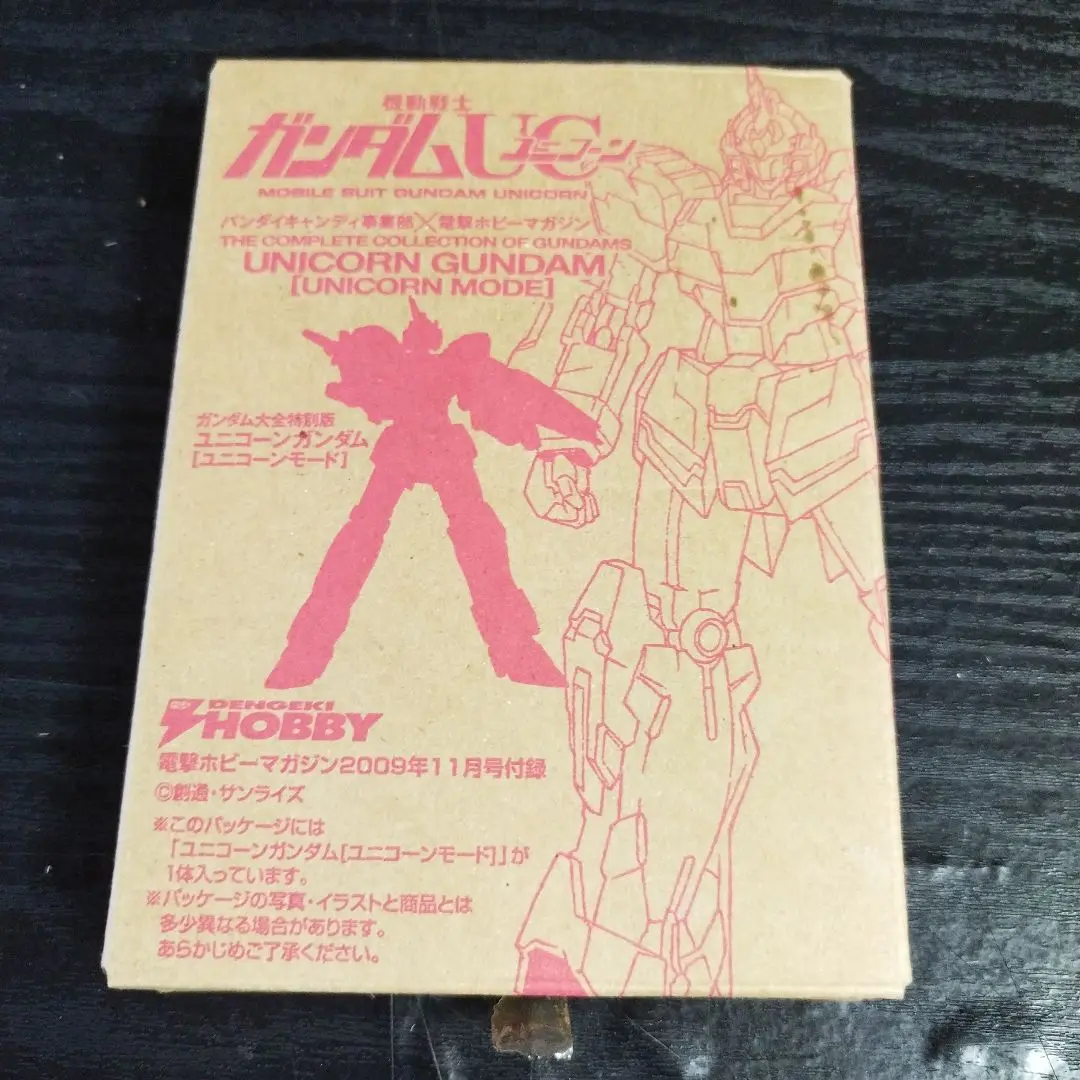 機動戦士
ガンダムUC ユニコーン
MOBILE SUIT GUNDAM UNICORN
バンダイキャンディ事業部×電撃ホビーマガジン
THE COMPLETE COLLECTION OF GUNDAMS
UNICORN GUNDAM
[UNICORN MODE]
ガンダム大全特別版
ユニコーンガンダム
[ユニコーンモード]
DENGEKI
HOBBY
電撃ホビーマガジン2009年11月号付録
©創通・サンライズ
※このパッケージには
「ユニコーンガンダム[ユニコーンモード]」が
1体入っています。
※パッケージの写真・イラストと商品とは
多少異なる場合があります。
あらかじめご了承ください。